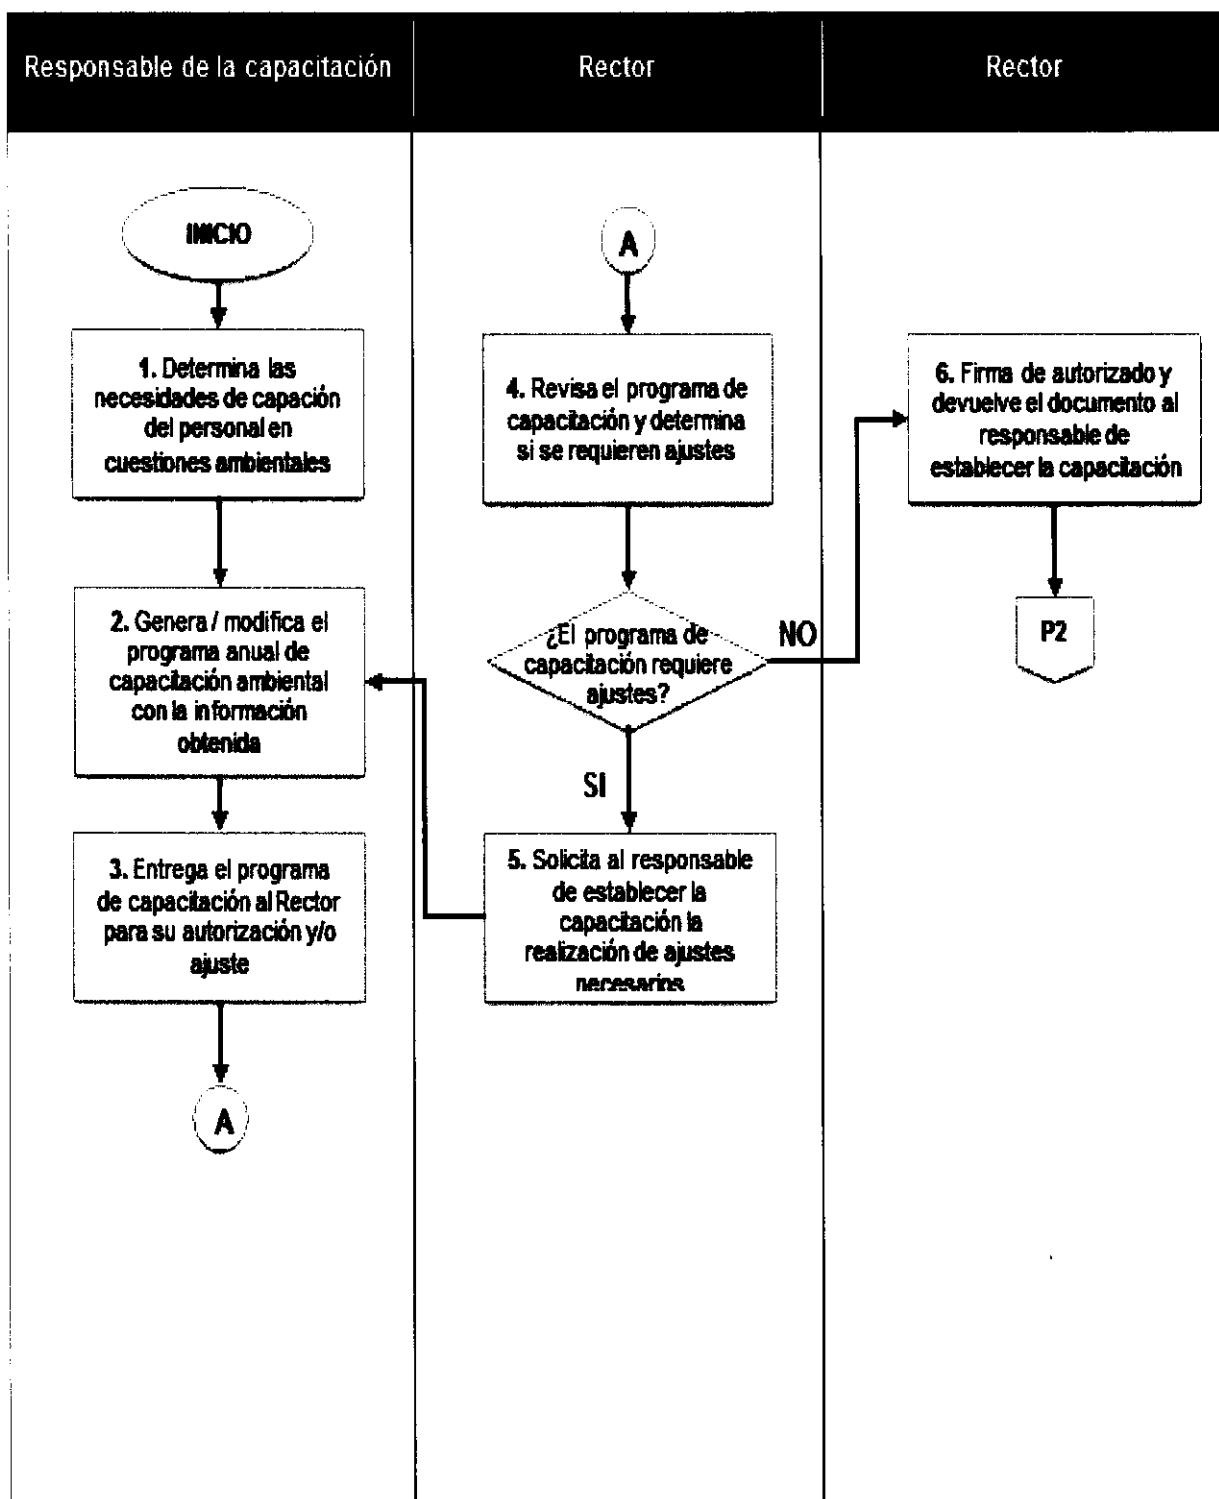 Responsable de la capacitación
Rector
Rector
INICIO
1. Determina las
necesidades de capación
del personal en
cuestiones ambientales
2. Genera / modifica el
programa anual de
capacitación ambiental
con la información
obtenida
3. Entrega el programa
de capacitación al Rector
para su autorización y/o
ajuste
A
A
4. Revisa el programa de
capacitación y determina
si se requieren ajustes
¿El programa de
capacitación requiere
ajustes?
NO
SI
5. Solicita al responsable
de establecer la
capacitación la
realización de ajustes
necesarios
6. Firma de autorizado y
devuelve el documento al
responsable de
establecer la capacitación
P2